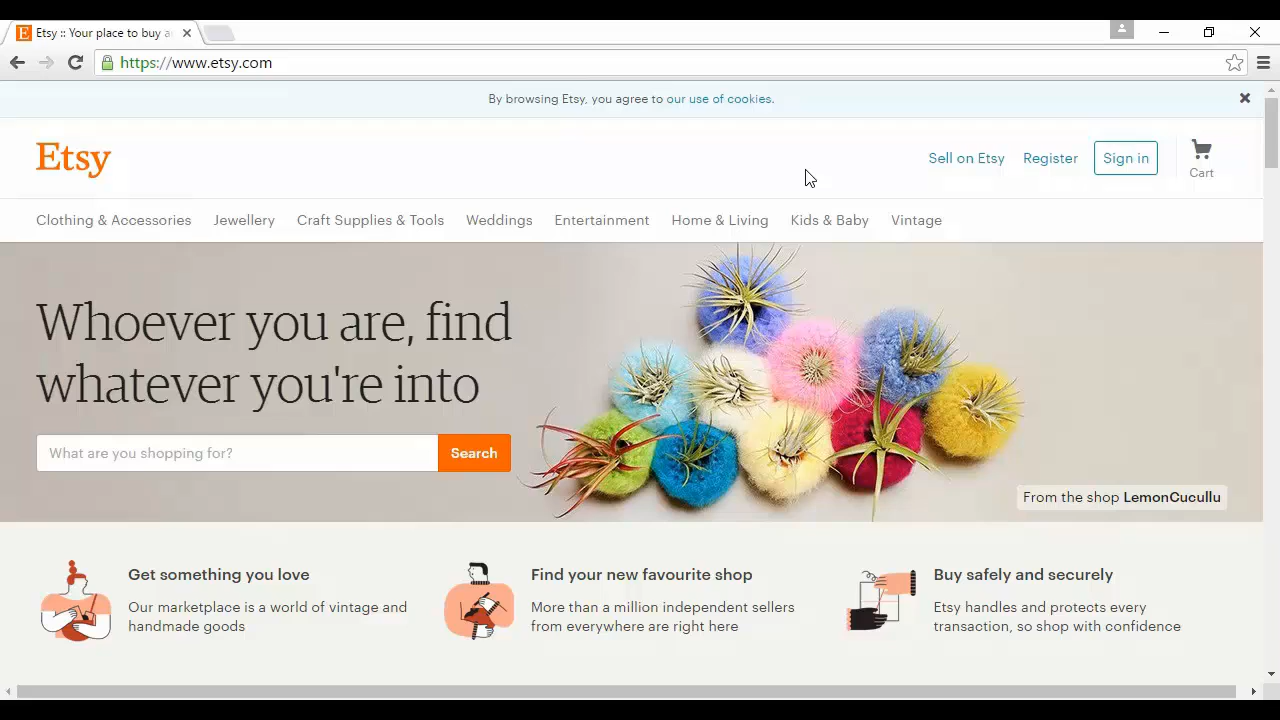 Etsy :: Your place to buy a
https://www.etsy.com
By browsing Etsy, you agree to our use of cookies.
Etsy
Sell on Etsy Register Sign in Cart
Clothing & Accessories Jewellery Craft Supplies & Tools Weddings Entertainment Home & Living Kids & Baby Vintage
Whoever you are, find
whatever you're into
What are you shopping for? Search
From the shop LemonCucullu
Get something you love
Our marketplace is a world of vintage and
handmade goods
Find your new favourite shop
More than a million independent sellers
from everywhere are right here
Buy safely and securely
Etsy handles and protects every
transaction, so shop with confidence